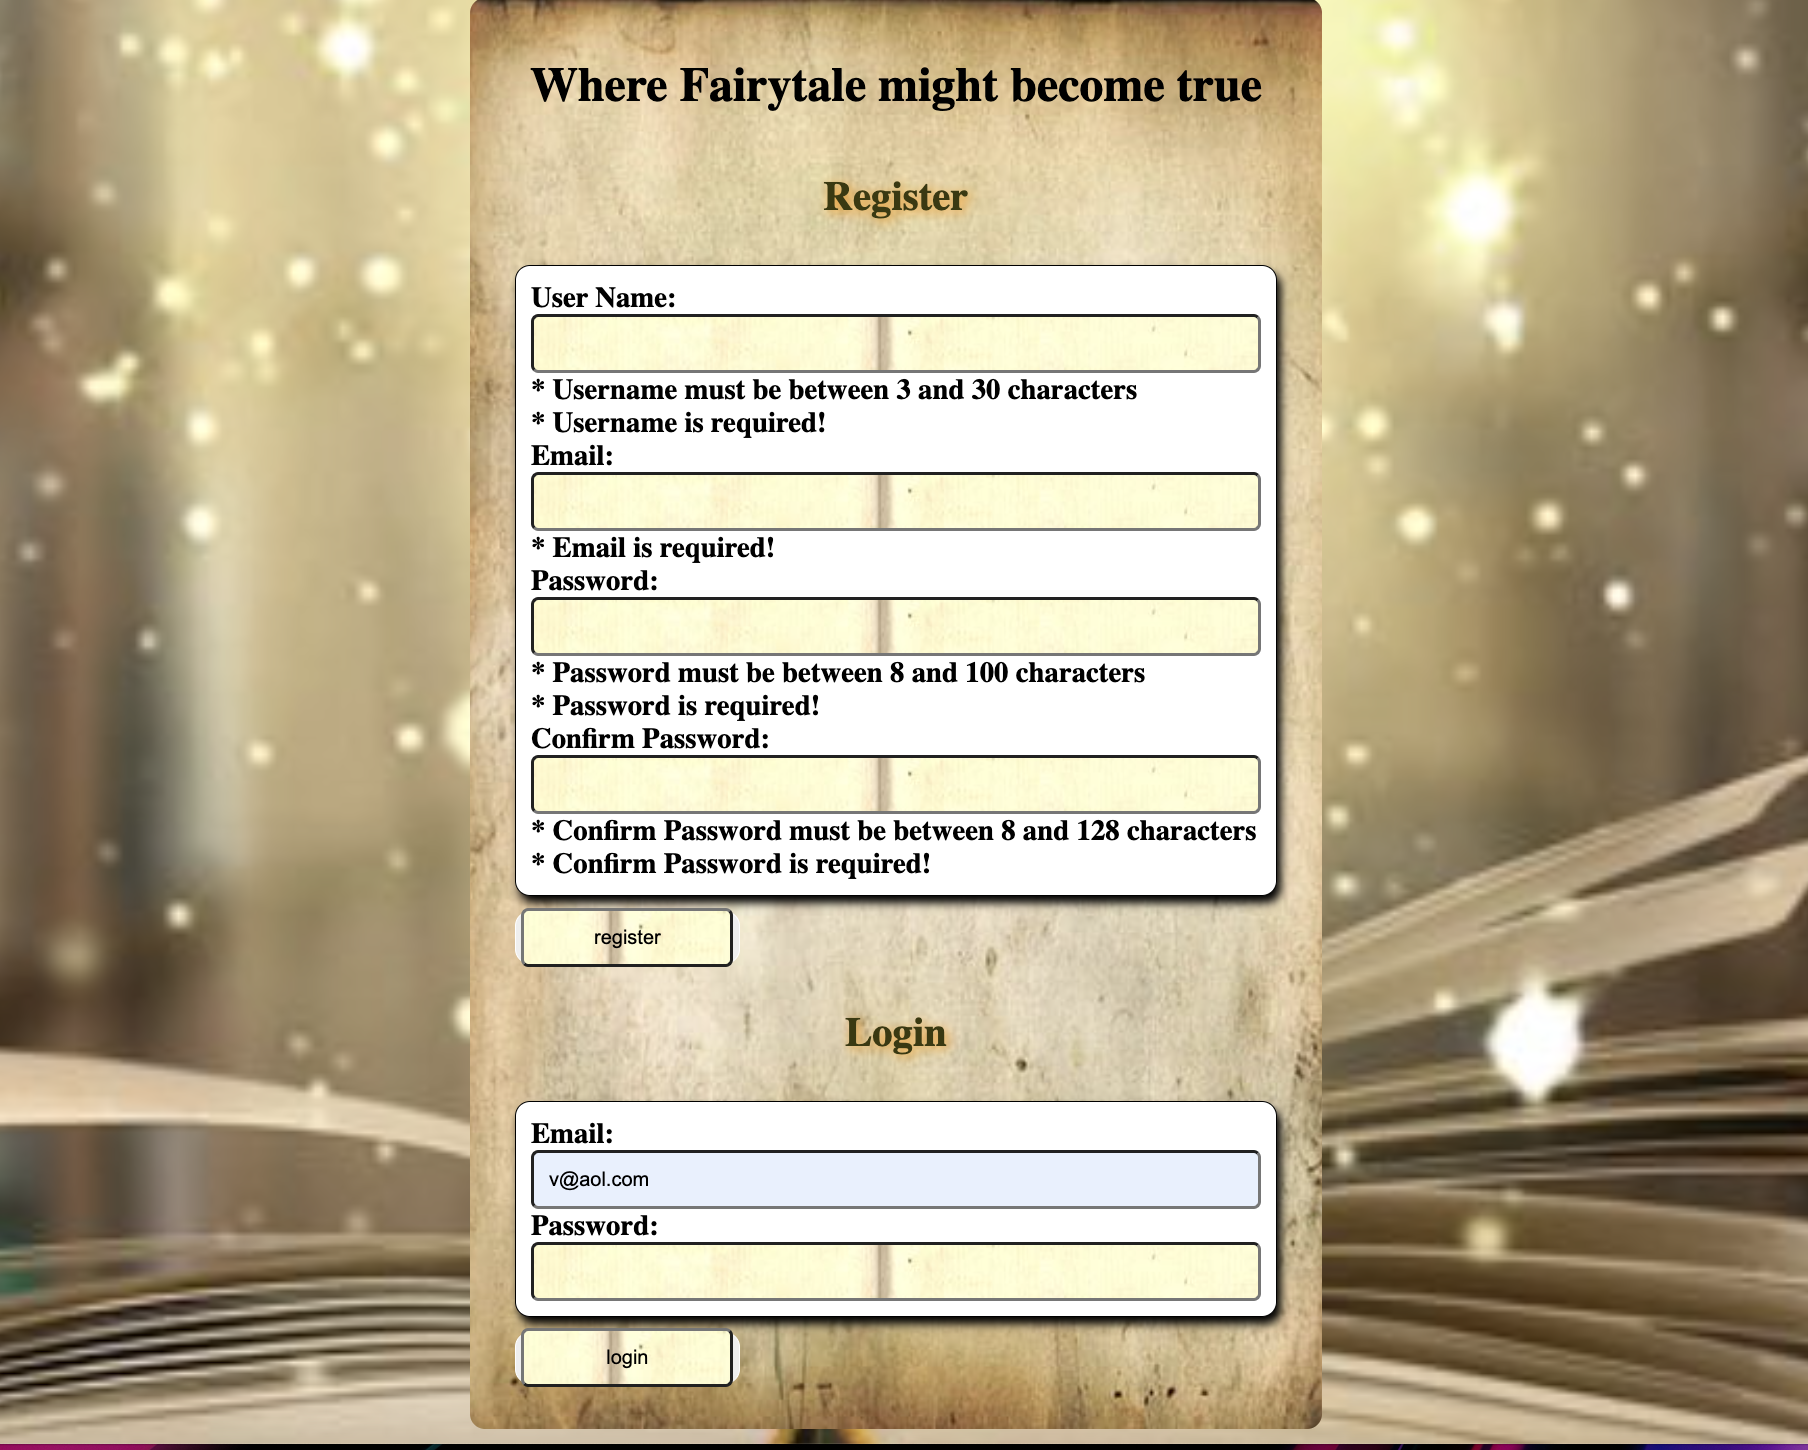 Where Fairytale might become true
Register
User Name:
* Username must be between 3 and 30 characters
* Username is required!
Email:
* Email is required!
Password:
* Password must be between 8 and 100 characters
* Password is required!
Confirm Password:
* Confirm Password must be between 8 and 128 characters
* Confirm Password is required!
register
Login
Email:
v@aol.com
Password:
login